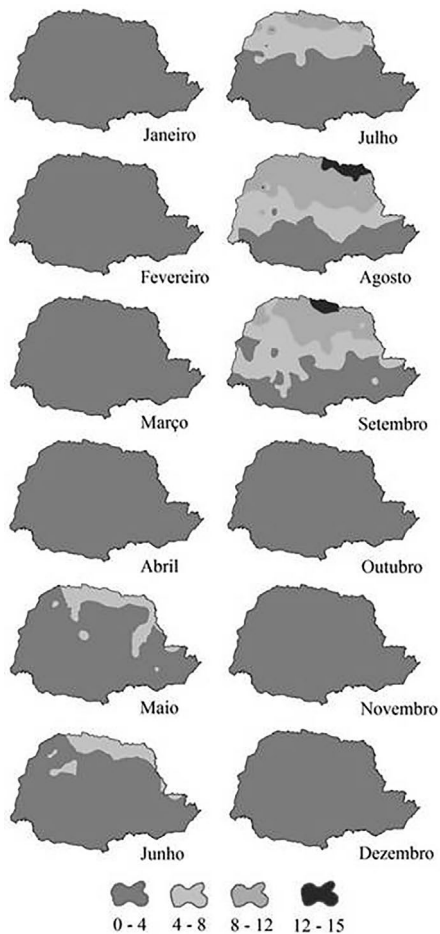 Janeiro
Julho
Fevereiro
Agosto
Março
Setembro
Abril
Outubro
Maio
Novembro
Junho
Dezembro
0 - 4
4 - 8
8 - 12
12 - 15